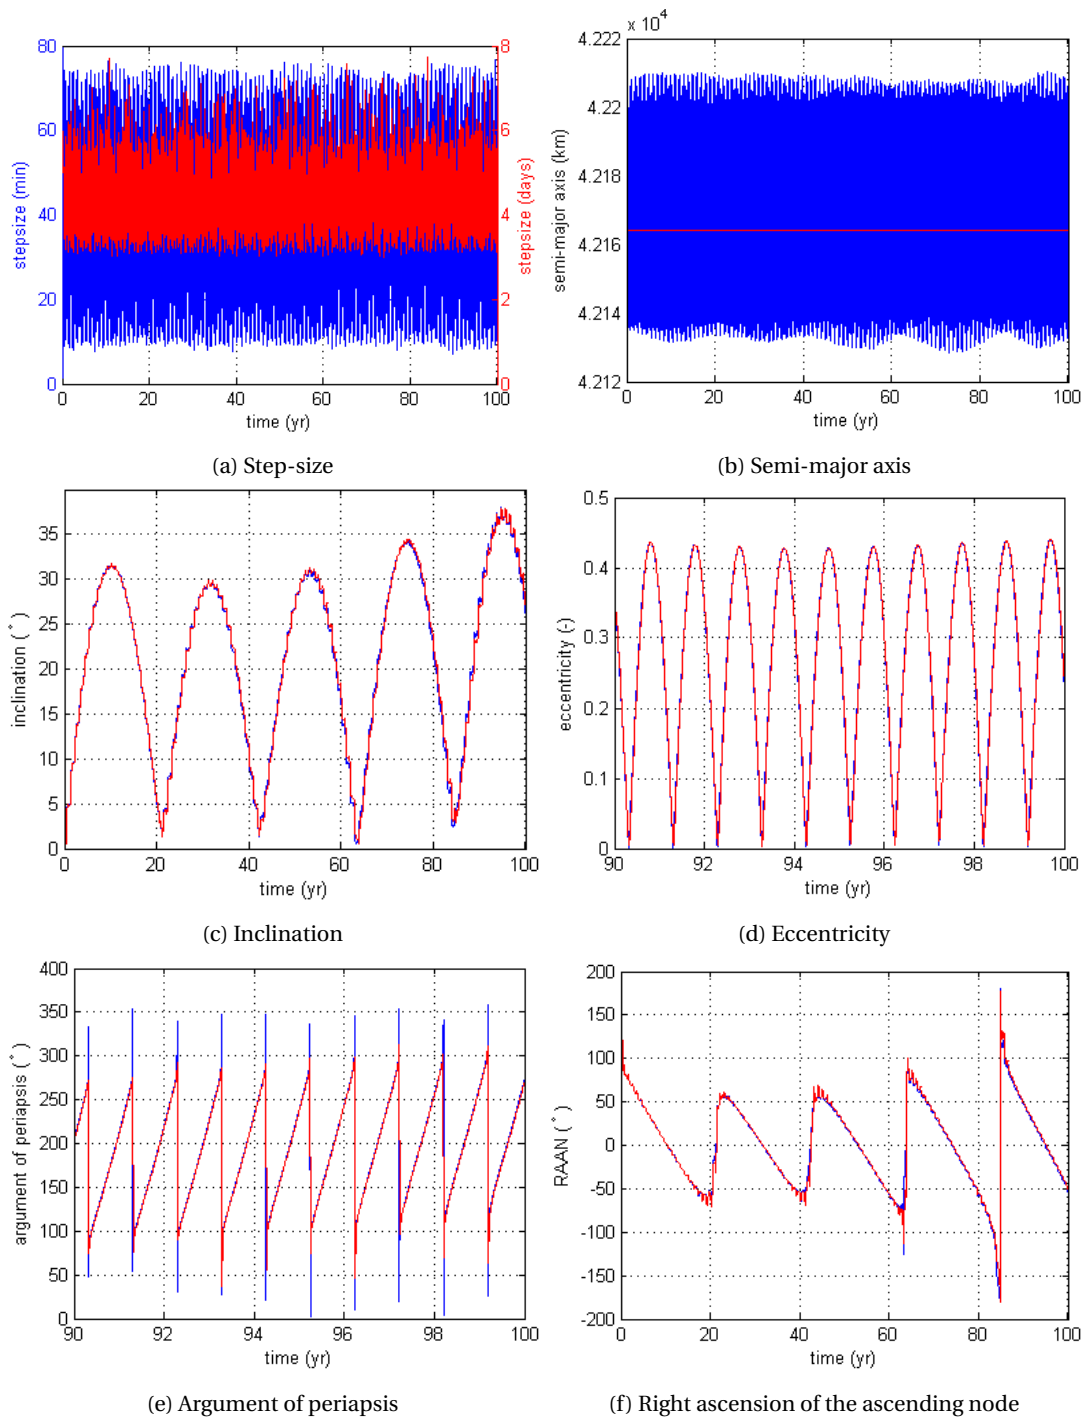 80
60
40
20
0
8
6
4
2
0
stepsize (min)
stepsize (days)
0 20 40 60 80 100
time (yr)
(a) Step-size
x 10^4
4.222
4.22
4.218
4.216
4.214
4.212
semi-major axis (km)
0 20 40 60 80 100
time (yr)
(b) Semi-major axis
35
30
25
20
15
10
5
0
inclination (°)
0 20 40 60 80 100
time (yr)
(c) Inclination
0.5
0.4
0.3
0.2
0.1
0
eccentricity (-)
90 92 94 96 98 100
time (yr)
(d) Eccentricity
400
350
300
250
200
150
100
50
0
argument of periapsis (°)
90 92 94 96 98 100
time (yr)
(e) Argument of periapsis
200
150
100
50
0
-50
-100
-150
-200
RAAN (°)
0 20 40 60 80 100
time (yr)
(f) Right ascension of the ascending node